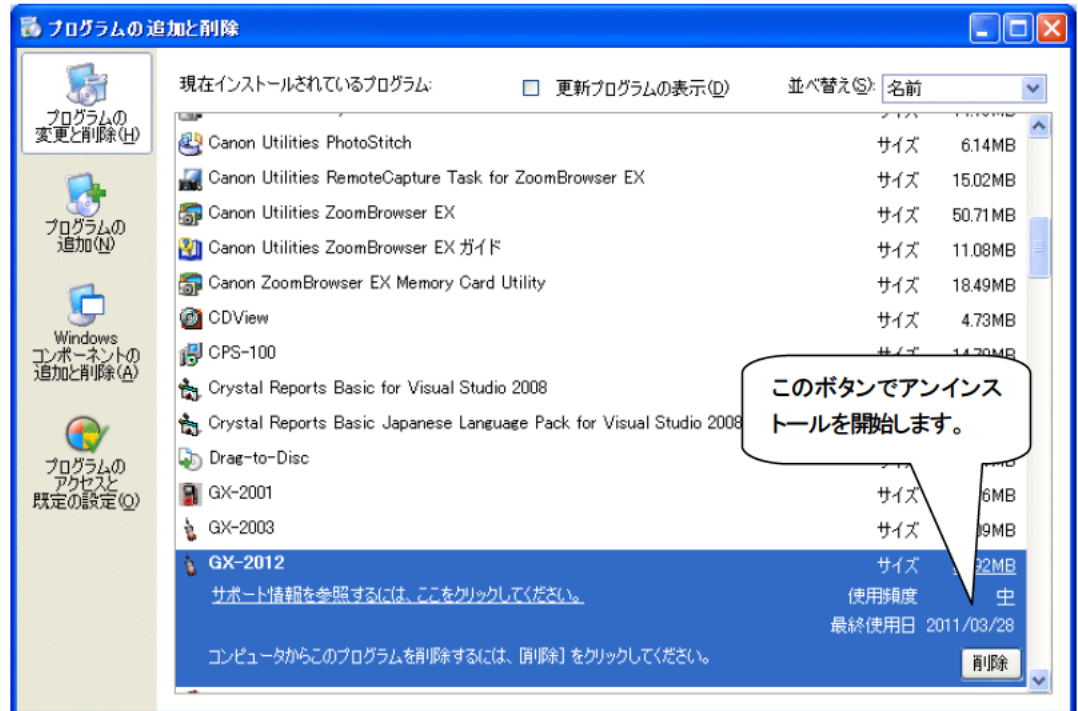 プログラムの追加と削除
現在インストールされているプログラム:
更新プログラムの表示(D)
並べ替え(S):
名前
プログラムの
変更と削除(H)
プログラムの
追加(N)
Windows
コンポーネントの
追加と削除(A)
プログラムの
アクセスと
既定の設定(O)
Canon Utilities PhotoStitch サイズ 6.14MB
Canon Utilities RemoteCapture Task for ZoomBrowser EX サイズ 15.02MB
Canon Utilities ZoomBrowser EX サイズ 50.71MB
Canon Utilities ZoomBrowser EX ガイド サイズ 11.08MB
Canon ZoomBrowser EX Memory Card Utility サイズ 18.49MB
CDView サイズ 4.73MB
CPS-100
Crystal Reports Basic for Visual Studio 2008
Crystal Reports Basic Japanese Language Pack for Visual Studio 2008
Drag-to-Disc
GX-2001 サイズ 6MB
GX-2003 サイズ 09MB
GX-2012 サイズ 92MB
サポート情報を参照するには、ここをクリックしてください。 使用頻度 中
最終使用日 2011/03/28
コンピュータからこのプログラムを削除するには、[削除] をクリックしてください。
削除
このボタンでアンインス
トールを開始します。